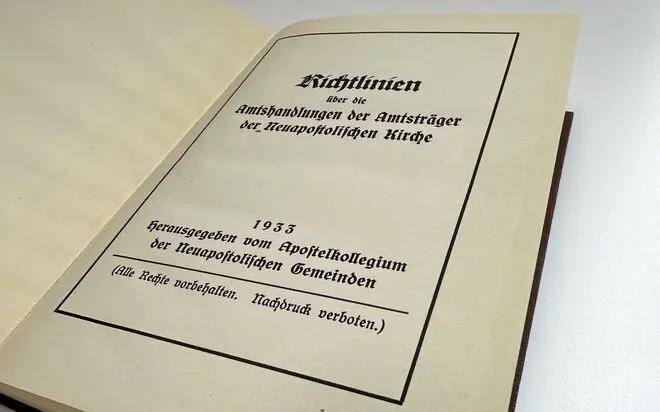 Richtlinien
über die
Amtshandlungen der Amtsträger
der Neuapostolischen Kirche
1933
Herausgegeben vom Apostelkollegium
der Neuapostolischen Gemeinden
(Alle Rechte vorbehalten. Nachdruck verboten.)